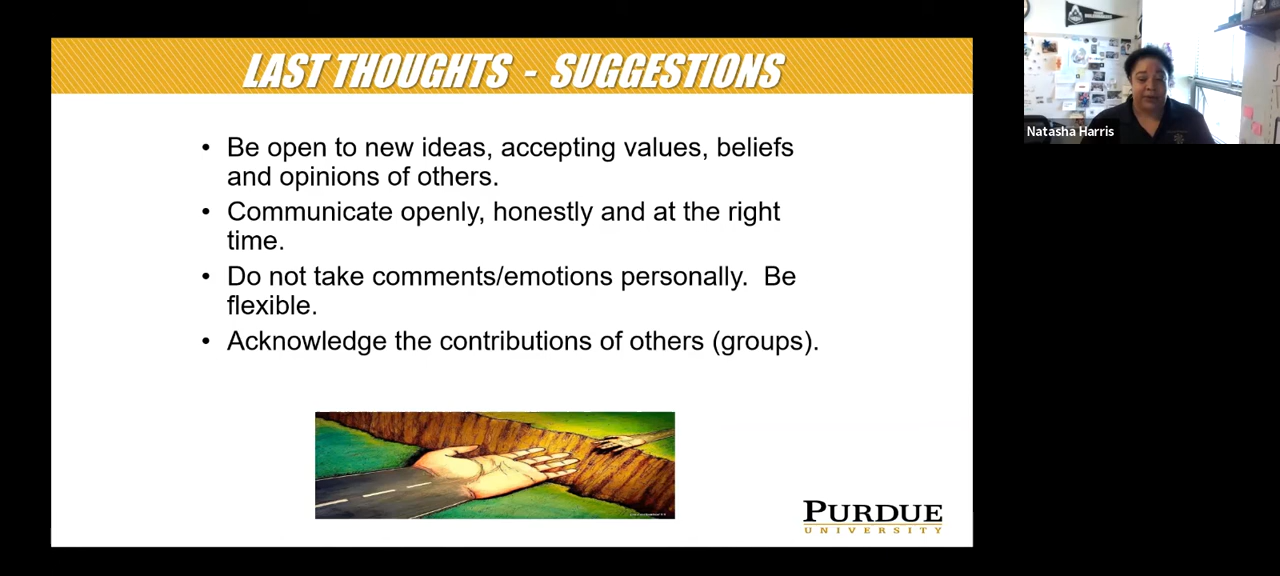 LAST THOUGHTS - SUGGESTIONS
• Be open to new ideas, accepting values, beliefs
and opinions of others.
• Communicate openly, honestly and at the right
time.
• Do not take comments/emotions personally.  Be
flexible.
• Acknowledge the contributions of others (groups).
PURDUE
UNIVERSITY
Natasha Harris